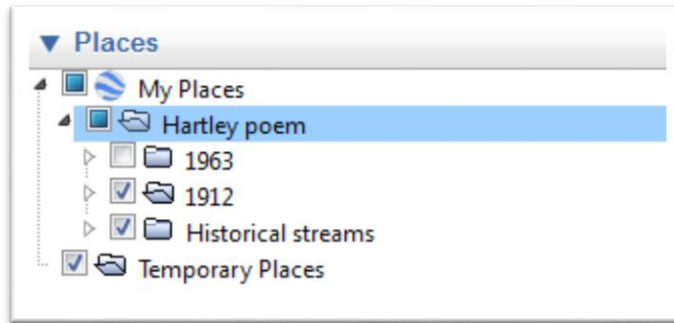 Places
My Places
Hartley poem
1963
1912
Historical streams
Temporary Places